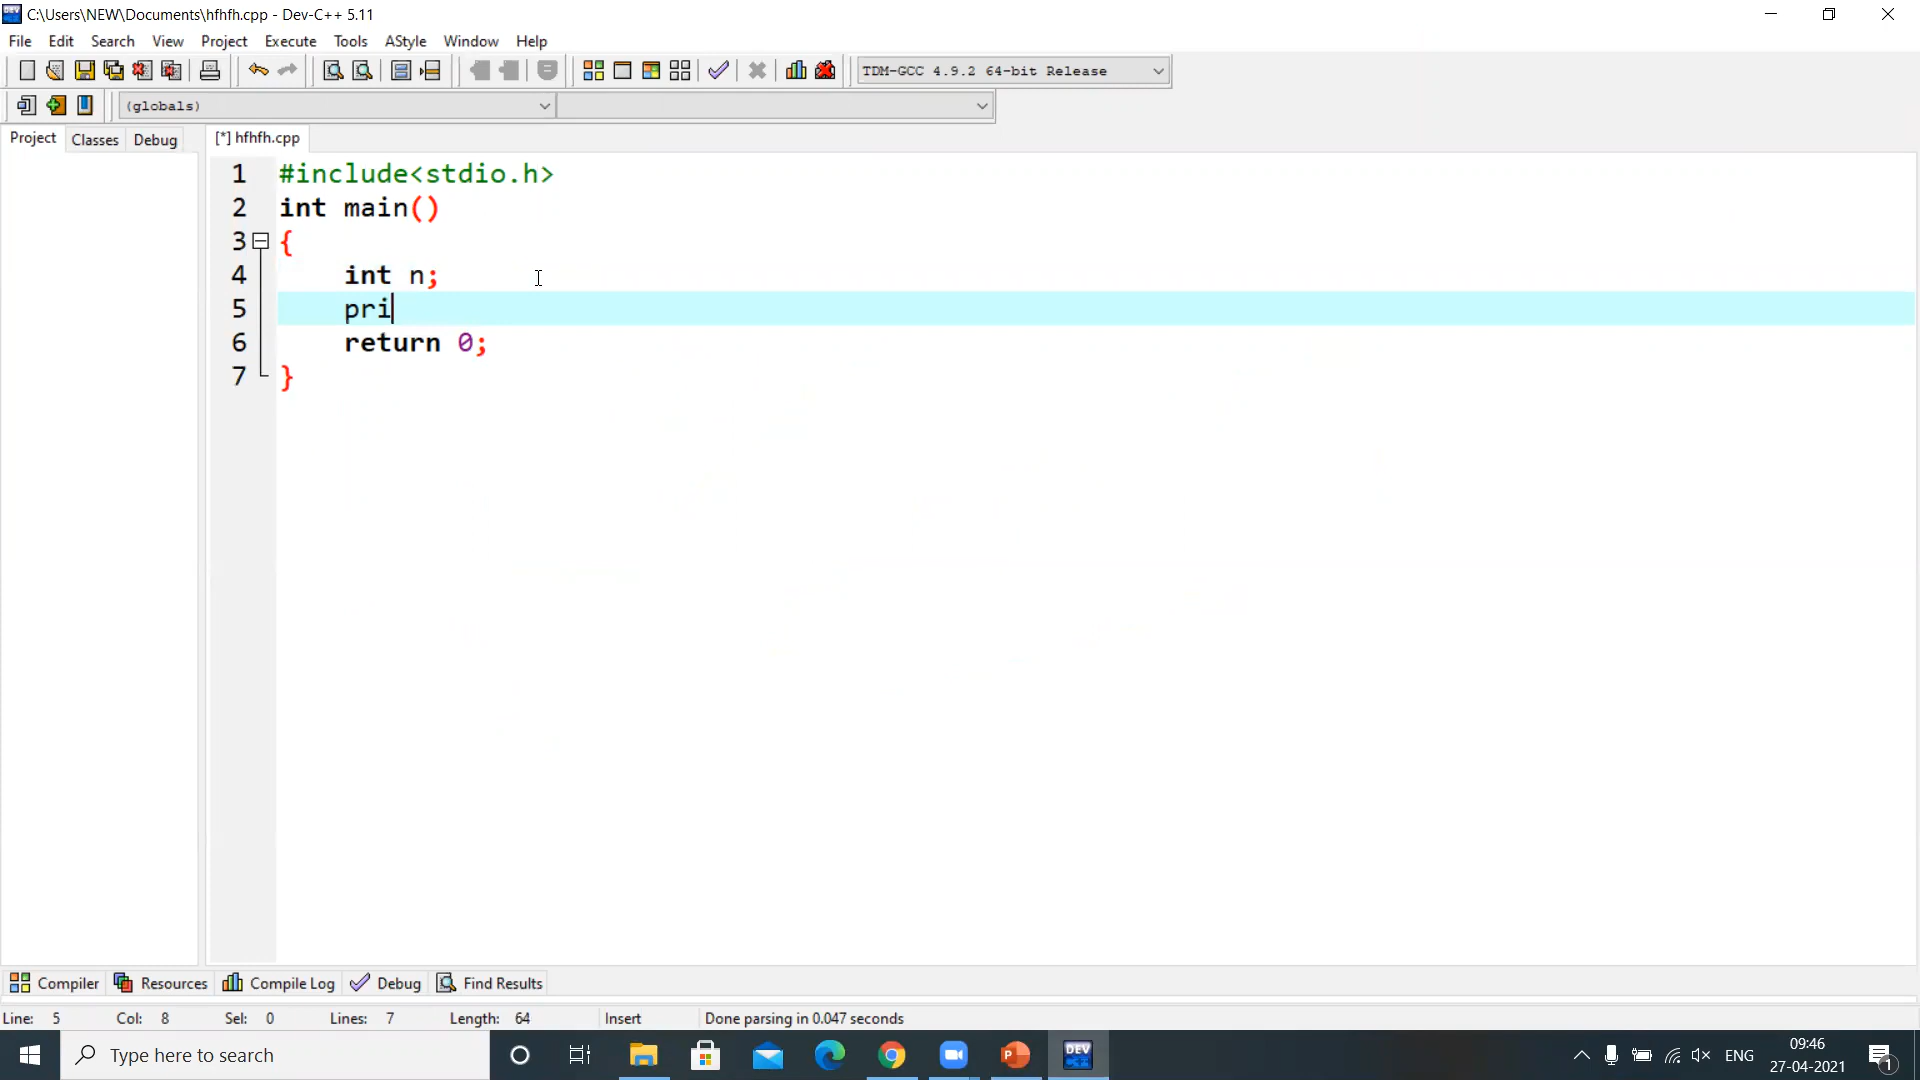 C:\Users\NEW\Documents\hfhfh.cpp - Dev-C++ 5.11
File Edit Search View Project Execute Tools AStyle Window Help
TDM-GCC 4.9.2 64-bit Release
(globals)
Project Classes Debug [*] hfhfh.cpp
1 #include<stdio.h>
2 int main()
3 {
4 int n;
5 pri
6 return 0;
7 }
Compiler Resources Compile Log Debug Find Results
Line: 5 Col: 8 Sel: 0 Lines: 7 Length: 64 Insert Done parsing in 0.047 seconds
Type here to search DEV ENG 09:46
27-04-2021 1